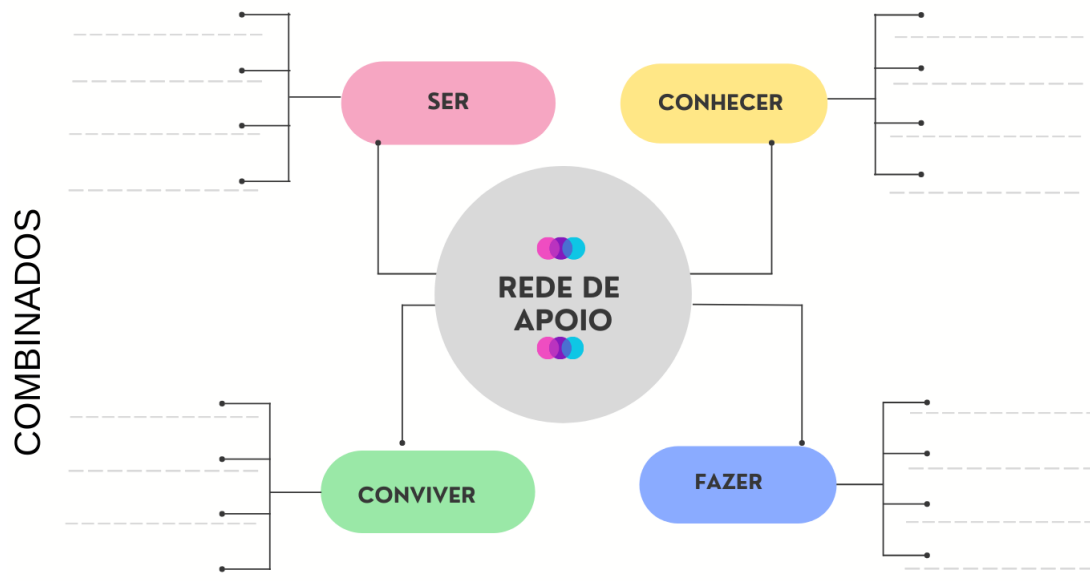 COMBINADOS
SER
CONHECER
REDE DE
APOIO
CONVIVER
FAZER